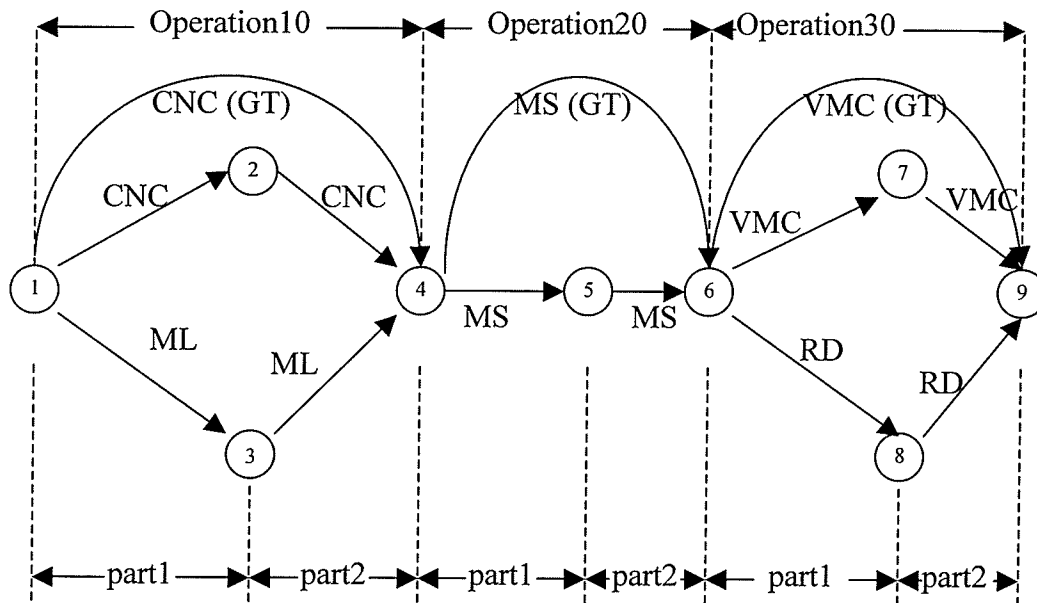 Operation10
Operation20
Operation30
CNC (GT)
MS (GT)
VMC (GT)
2
7
CNC
CNC
VMC
VMC
1
4
5
6
9
MS
MS
ML
ML
RD
RD
3
8
part1
part2
part1
part2
part1
part2